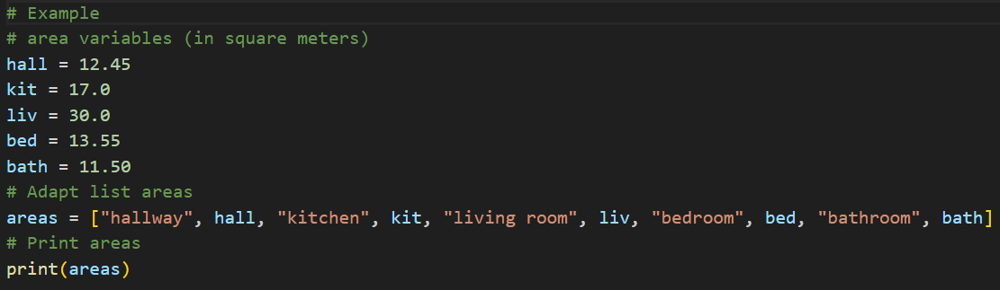 # Example
# area variables (in square meters)
hall = 12.45
kit = 17.0
liv = 30.0
bed = 13.55
bath = 11.50
# Adapt list areas
areas = ["hallway", hall, "kitchen", kit, "living room", liv, "bedroom", bed, "bathroom", bath]
# Print areas
print(areas)